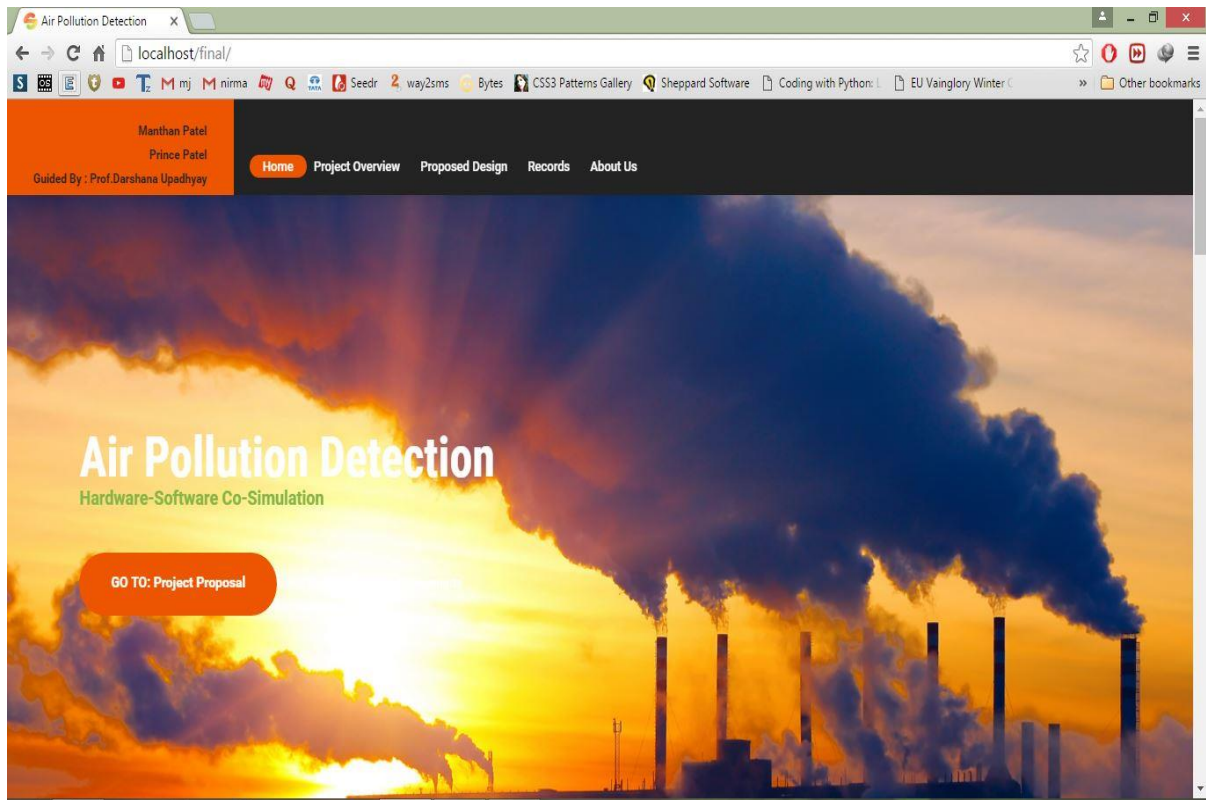 Air Pollution Detection
localhost/final/
mj
nirma
Q
Seedr
way2sms
Bytes
CSS3 Patterns Gallery
Sheppard Software
Coding with Python:
EU Vainglory Winter
»
Other bookmarks
Manthan Patel
Prince Patel
Guided By : Prof.Darshana Upadhyay
Home
Project Overview
Proposed Design
Records
About Us
Air Pollution Detection
Hardware-Software Co-Simulation
GO TO: Project Proposal